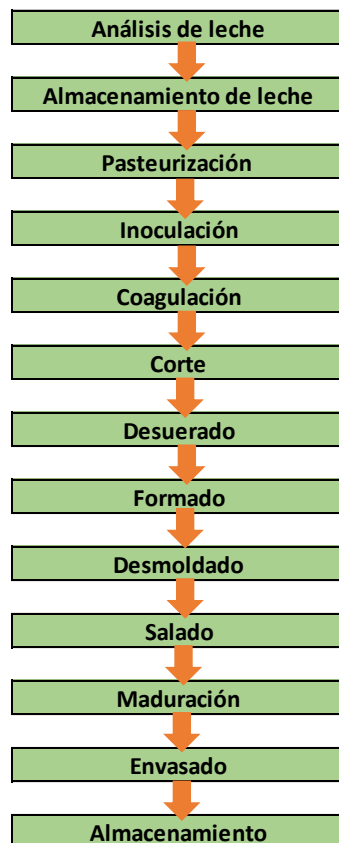 Análisis de leche
Almacenamiento de leche
Pasteurización
Inoculación
Coagulación
Corte
Desuerado
Formado
Desmoldado
Salado
Maduración
Envasado
Almacenamiento